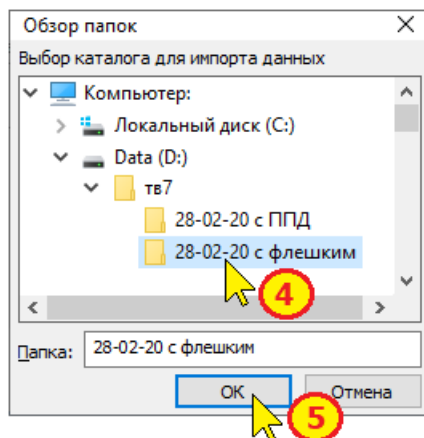 Обзор папок
Выбор каталога для импорта данных
Компьютер:
Локальный диск (C:)
Data (D:)
тв7
28-02-20 с ППД
28-02-20 с флешким
4
Папка: 28-02-20 с флешким
ОК Отмена
5